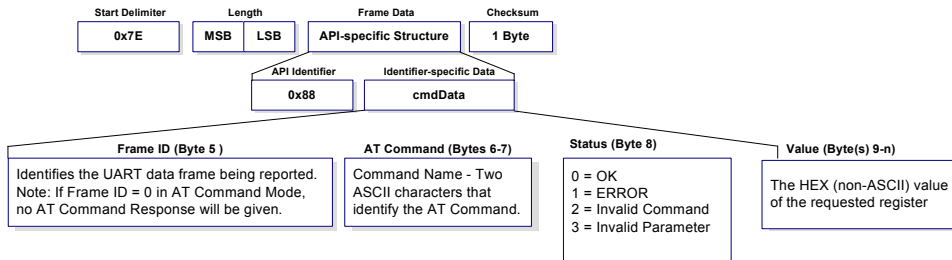 Start Delimiter
Length
Frame Data
Checksum
0x7E
MSB
LSB
API-specific Structure
1 Byte
API Identifier
Identifier-specific Data
0x88
cmdData
Frame ID (Byte 5 )
Identifies the UART data frame being reported.
Note: If Frame ID = 0 in AT Command Mode,
no AT Command Response will be given.
AT Command (Bytes 6-7)
Command Name - Two
ASCII characters that
identify the AT Command.
Status (Byte 8)
0 = OK
1 = ERROR
2 = Invalid Command
3 = Invalid Parameter
Value (Byte(s) 9-n)
The HEX (non-ASCII) value
of the requested register